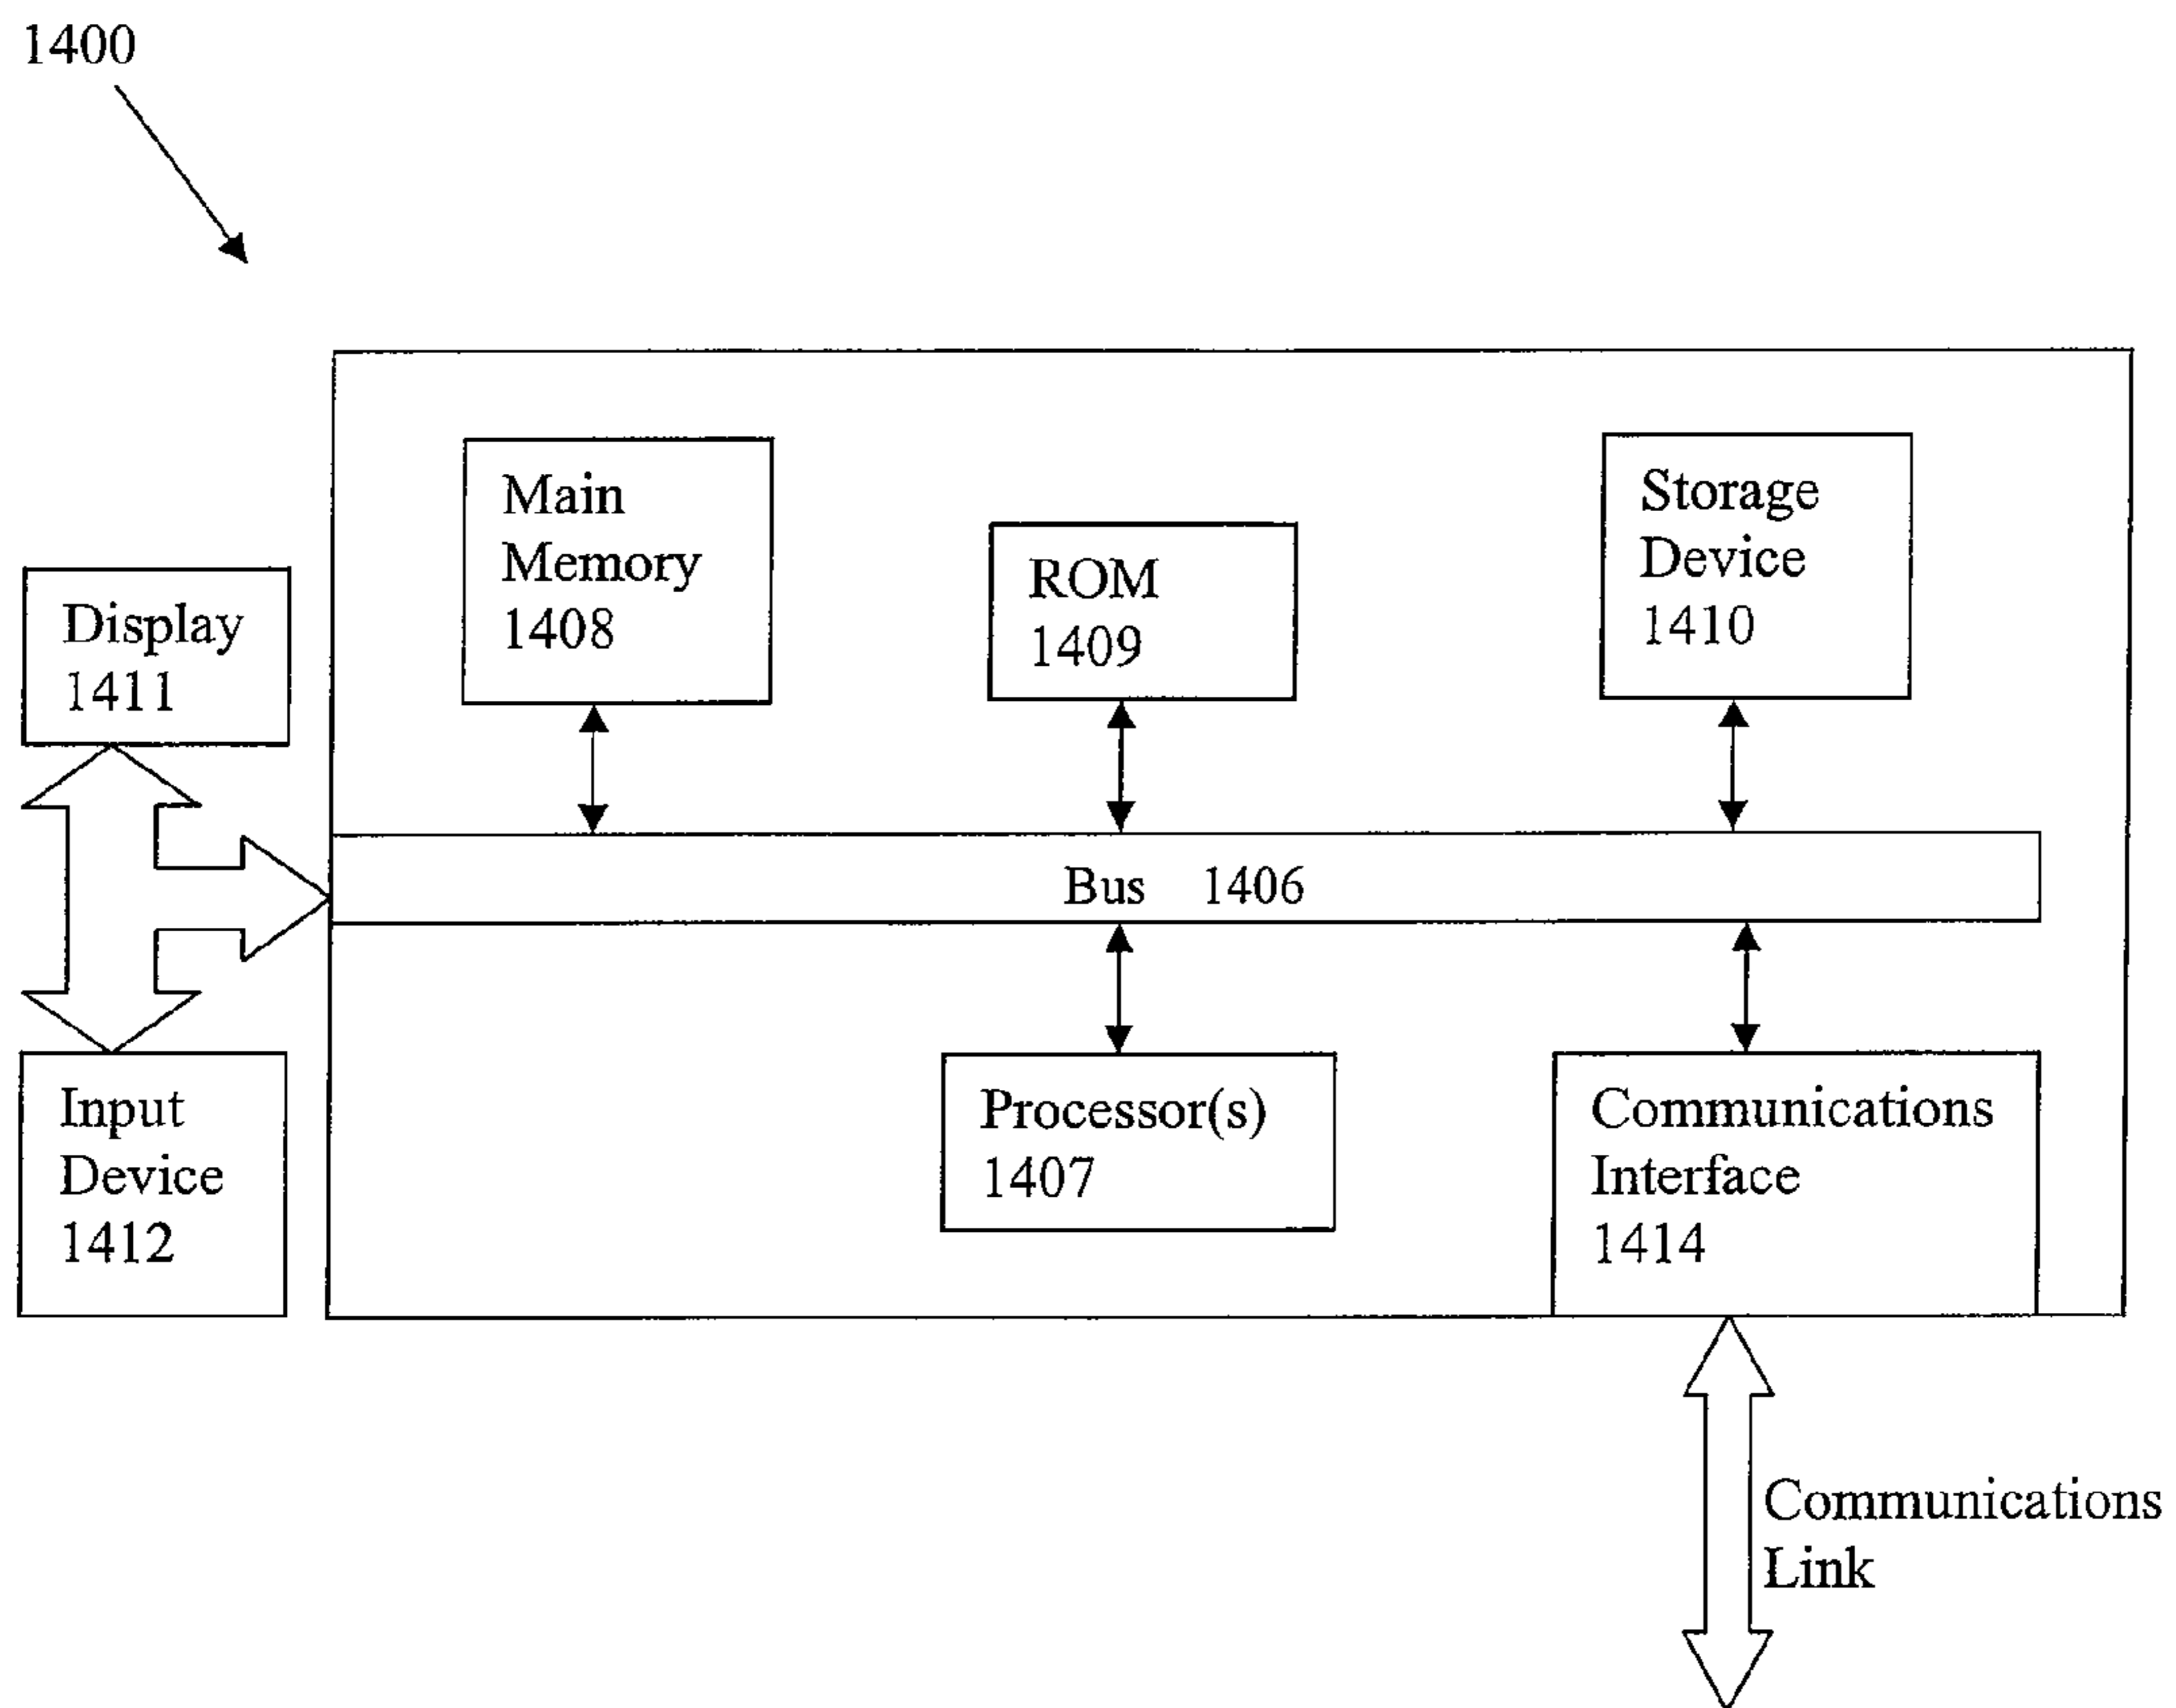 1400
Main
Memory
1408
ROM
1409
Storage
Device
1410
Display
1411
Bus 1406
Input
Device
1412
Processor(s)
1407
Communications
Interface
1414
Communications
Link